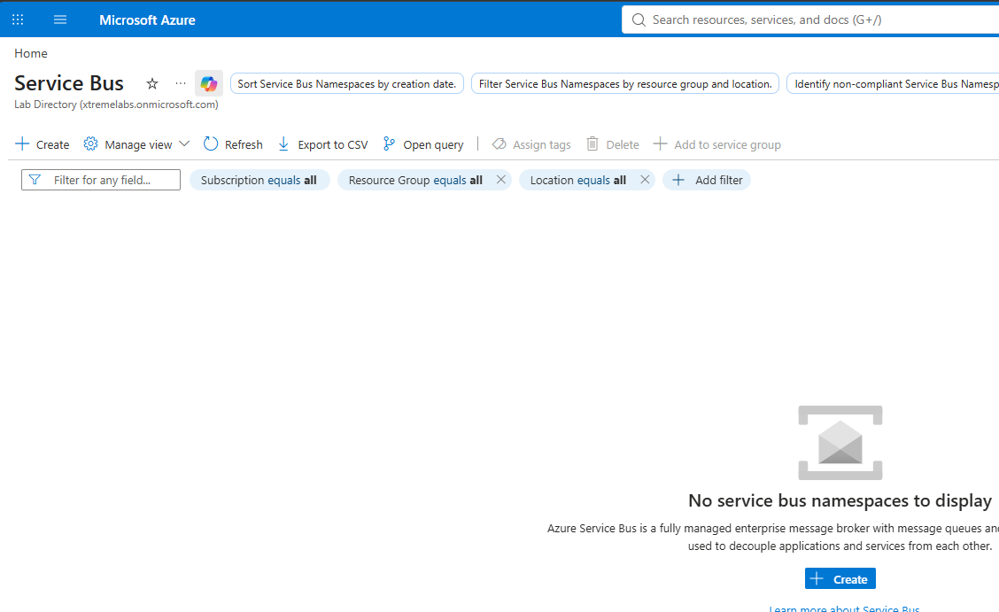 Microsoft Azure
Search resources, services, and docs (G+/)
Home
Service Bus
Sort Service Bus Namespaces by creation date.
Filter Service Bus Namespaces by resource group and location.
Identify non-compliant Service Bus Namesp
Lab Directory (xtremelabs.onmicrosoft.com)
Create
Manage view
Refresh
Export to CSV
Open query
Assign tags
Delete
Add to service group
Filter for any field...
Subscription equals all
Resource Group equals all
Location equals all
Add filter
No service bus namespaces to display
Azure Service Bus is a fully managed enterprise message broker with message queues and
used to decouple applications and services from each other.
Create
Learn more about Service Bus